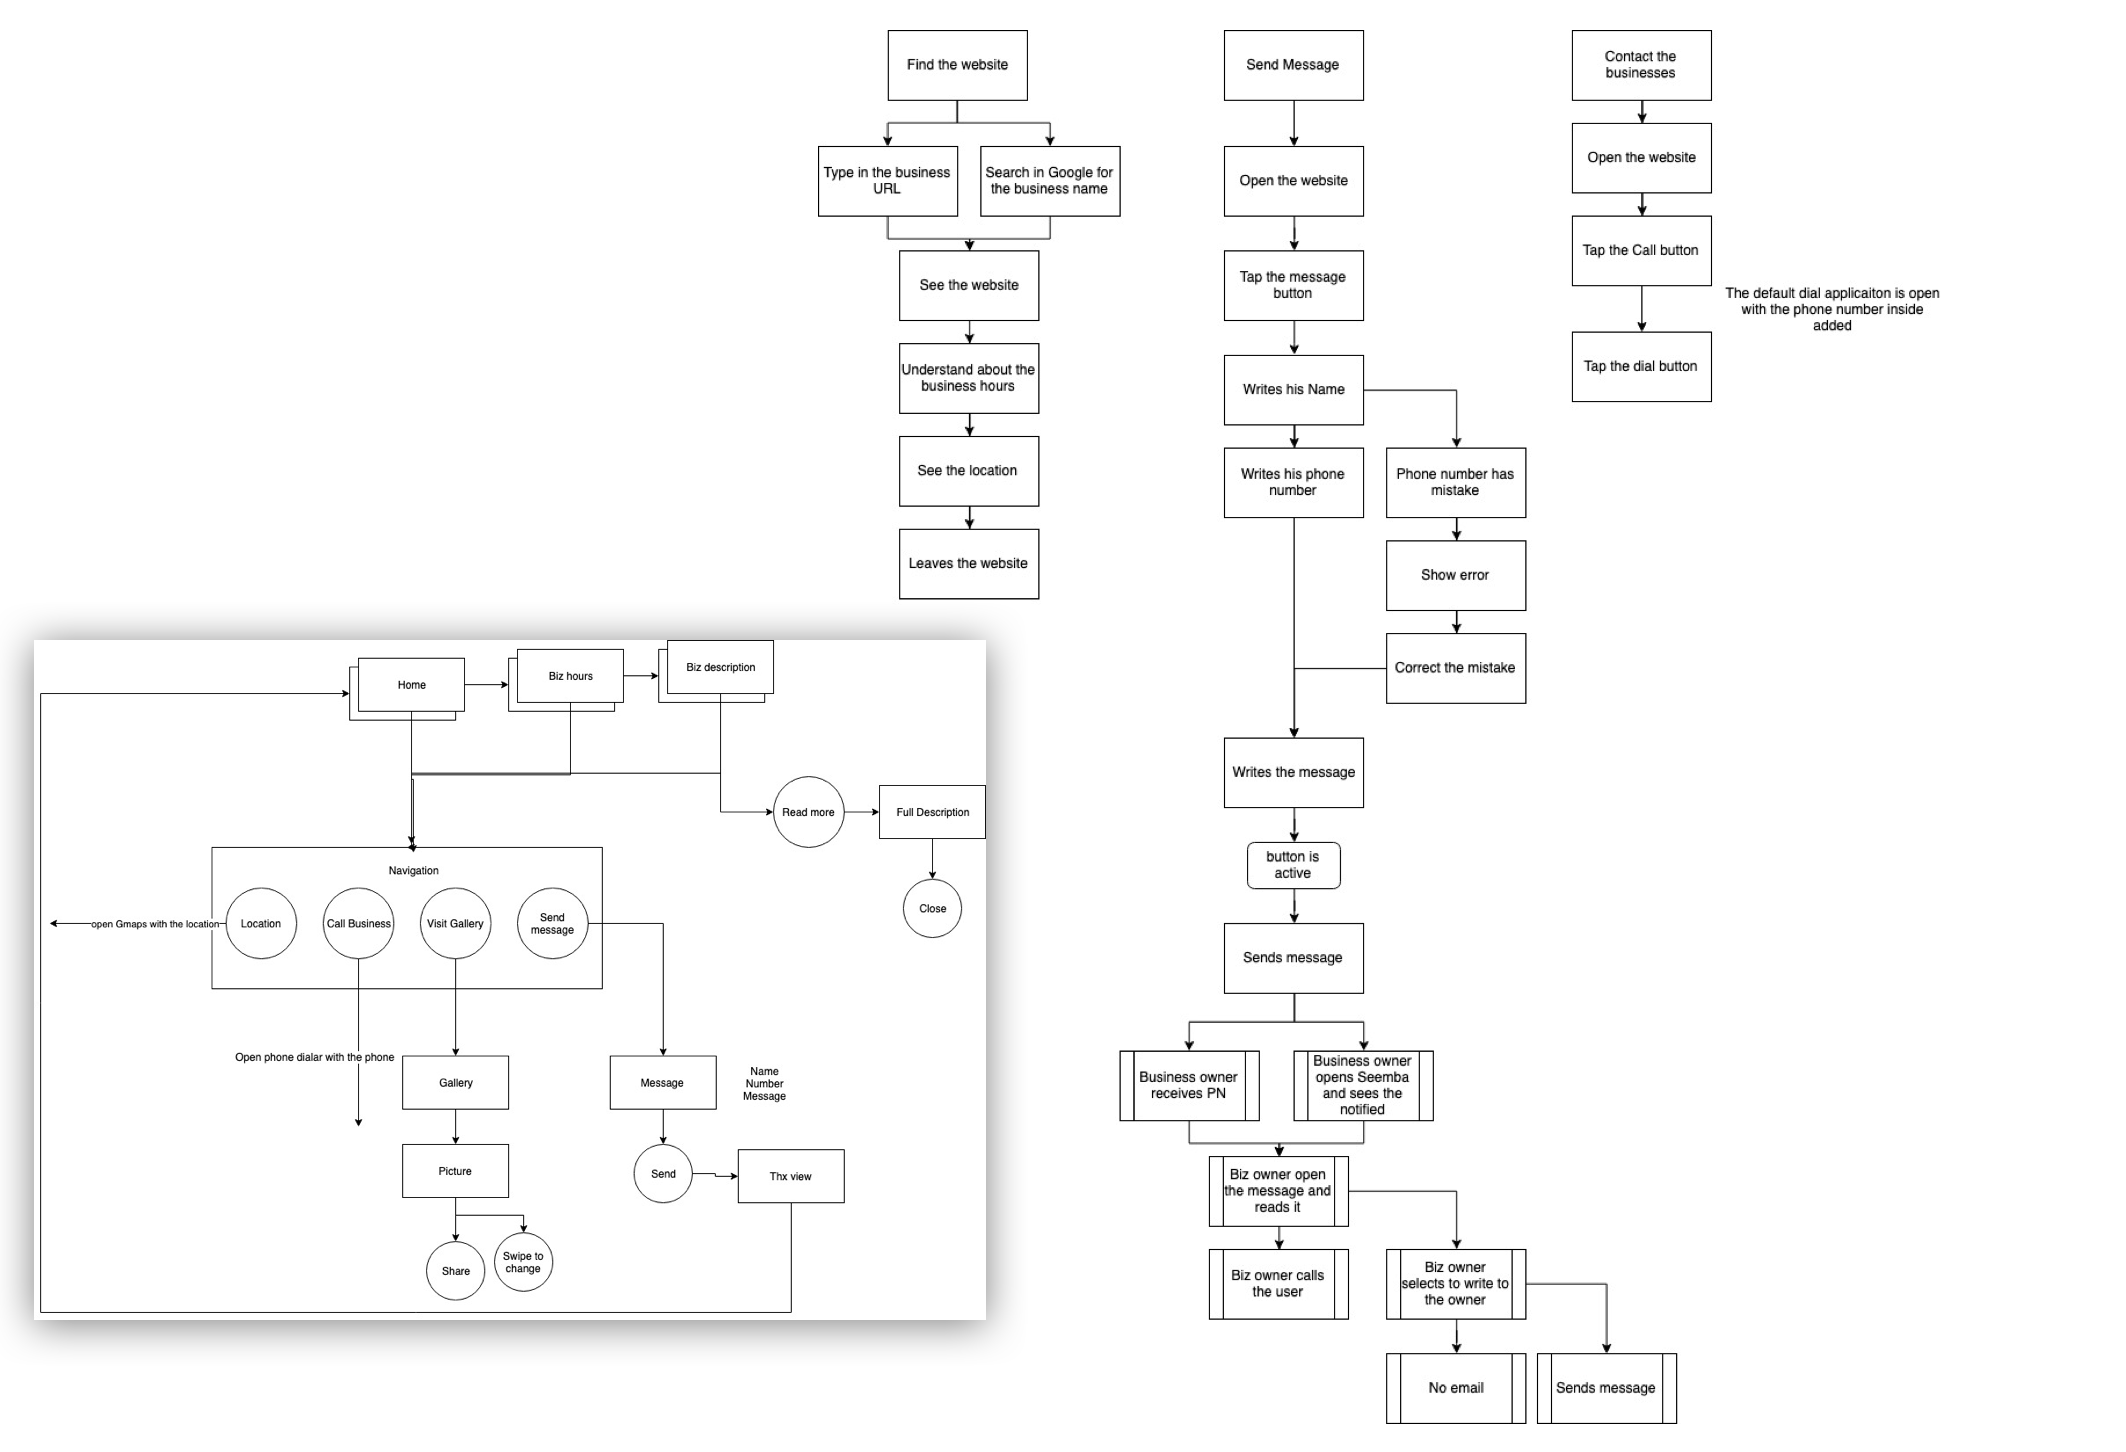 Find the website
Type in the business
URL
Search in Google for
the business name
See the website
Understand about the
business hours
See the location
Leaves the website
Send Message
Open the website
Tap the message
button
Writes his Name
Writes his phone
number
Phone number has
mistake
Show error
Correct the mistake
Writes the message
button is
active
Sends message
Business owner
receives PN
Business owner
opens Seemba
and sees the
notified
Biz owner open
the message and
reads it
Biz owner calls
the user
Biz owner
selects to write to
the owner
No email
Sends message
Contact the
businesses
Open the website
Tap the Call button
The default dial applicaiton is open
with the phone number inside
added
Tap the dial button
Home
Biz hours
Biz description
Read more
Full Description
Close
Navigation
open Gmaps with the location
Location
Call Business
Visit Gallery
Send
message
Open phone dialar with the phone
Gallery
Message
Name
Number
Message
Picture
Send
Thx view
Share
Swipe to
change